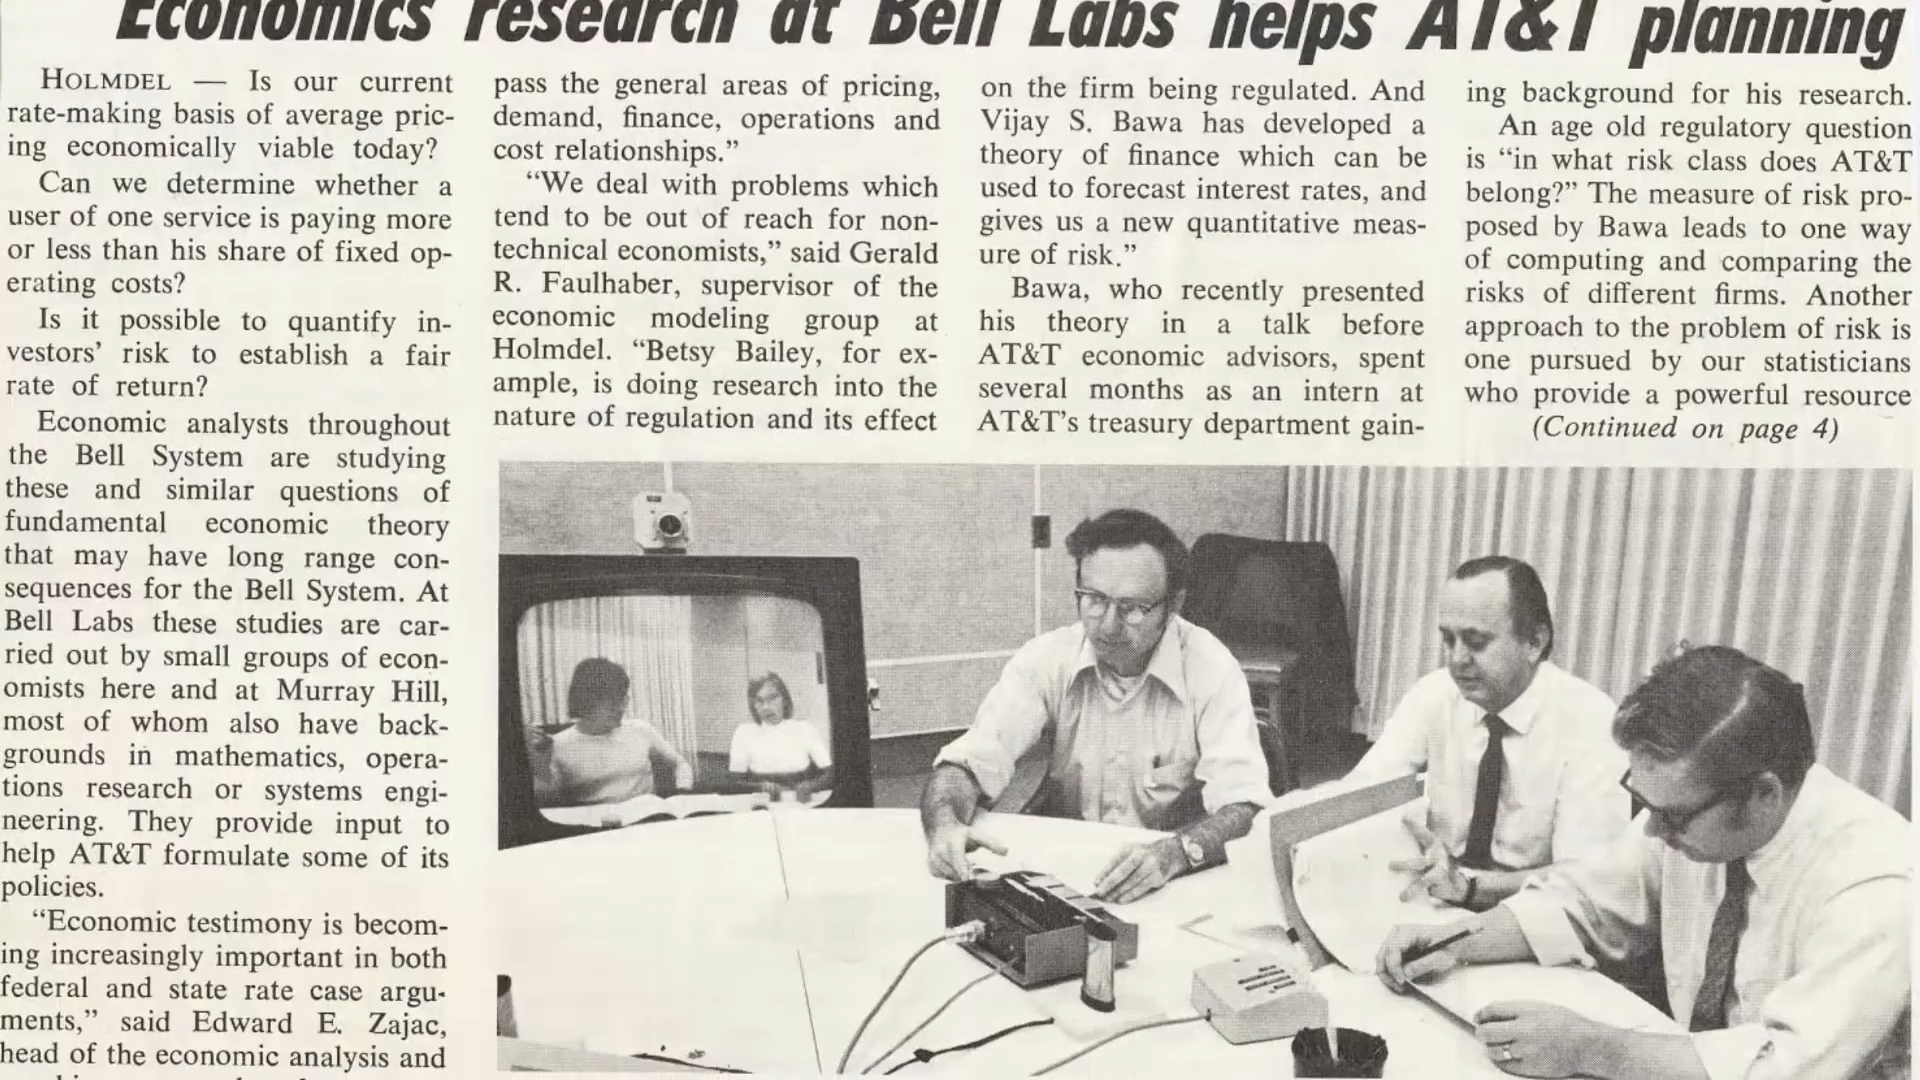 Economics research at Bell Labs helps AT&T planning
HOLMDEL — Is our current
rate-making basis of average pric-
ing economically viable today?
Can we determine whether a
user of one service is paying more
or less than his share of fixed op-
erating costs?
Is it possible to quantify in-
vestors’ risk to establish a fair
rate of return?
Economic analysts throughout
the Bell System are studying
these and similar questions of
fundamental economic theory
that may have long range con-
sequences for the Bell System. At
Bell Labs these studies are car-
ried out by small groups of econ-
omists here and at Murray Hill,
most of whom also have back-
grounds in mathematics, opera-
tions research or systems engi-
neering. They provide input to
help AT&T formulate some of its
policies.
“Economic testimony is becom-
ing increasingly important in both
federal and state rate case argu-
ments,” said Edward E. Zajac,
head of the economic analysis and
pass the general areas of pricing,
demand, finance, operations and
cost relationships.”
“We deal with problems which
tend to be out of reach for non-
technical economists,” said Gerald
R. Faulhaber, supervisor of the
economic modeling group at
Holmdel. “Betsy Bailey, for ex-
ample, is doing research into the
nature of regulation and its effect
on the firm being regulated. And
Vijay S. Bawa has developed a
theory of finance which can be
used to forecast interest rates, and
gives us a new quantitative meas-
ure of risk.”
Bawa, who recently presented
his theory in a talk before
AT&T economic advisors, spent
several months as an intern at
AT&T’s treasury department gain-
ing background for his research.
An age old regulatory question
is “in what risk class does AT&T
belong?” The measure of risk pro-
posed by Bawa leads to one way
of computing and comparing the
risks of different firms. Another
approach to the problem of risk is
one pursued by our statisticians
who provide a powerful resource
(Continued on page 4)